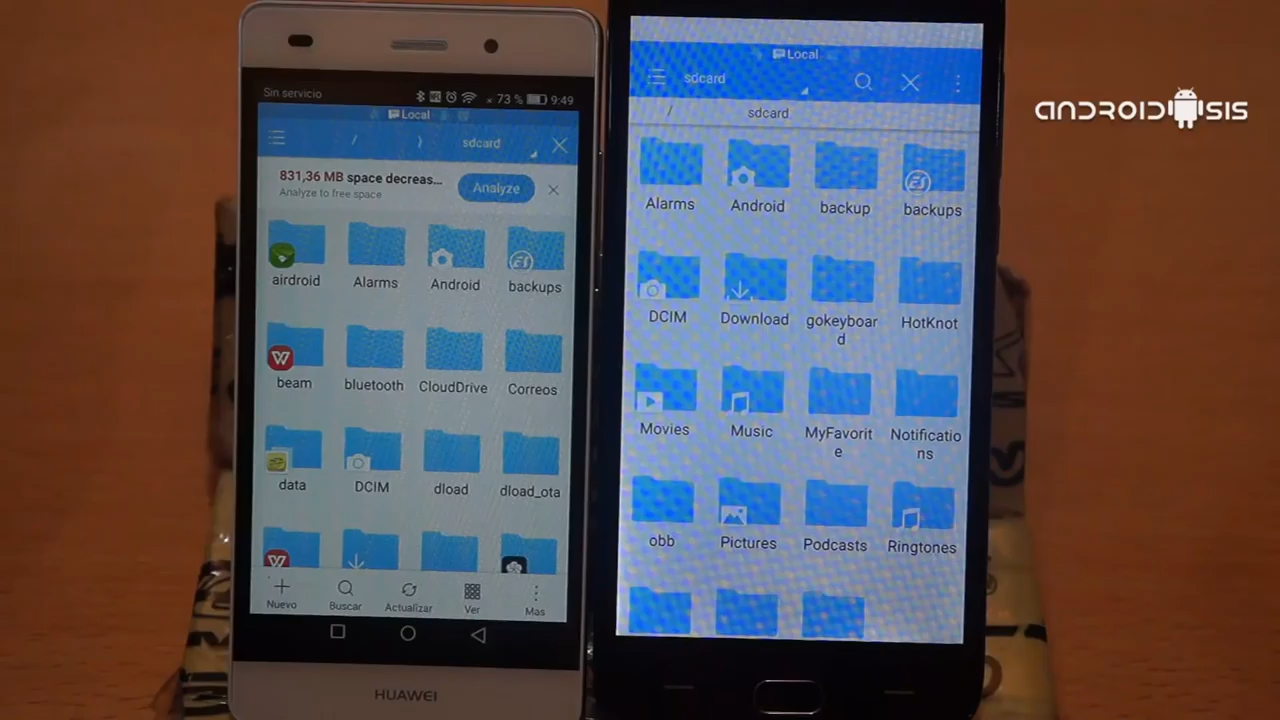 Sin servicio
73 %
9:49
Local
/
sdcard
831,36 MB space decreas...
Analyze to free space
Analyze
airdroid
Alarms
Android
backups
beam
bluetooth
CloudDrive
Correos
data
DCIM
dload
dload_ota
Nuevo
Buscar
Actualizar
Ver
Mas
HUAWEI
Local
sdcard
/
sdcard
Alarms
Android
backup
backups
DCIM
Download
gokeyboar
d
HotKnot
Movies
Music
MyFavorit
e
Notificatio
ns
obb
Pictures
Podcasts
Ringtones
ANDROIDSIS